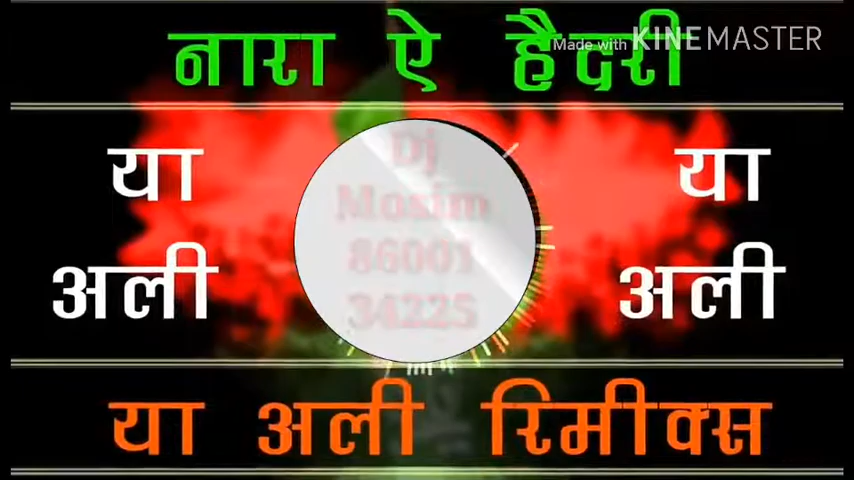 नारा ऐ हैदरी
Made with KINEMASTER
या या
अली अली
Dj
Mosim
86001
34225
या अली रिमीक्स